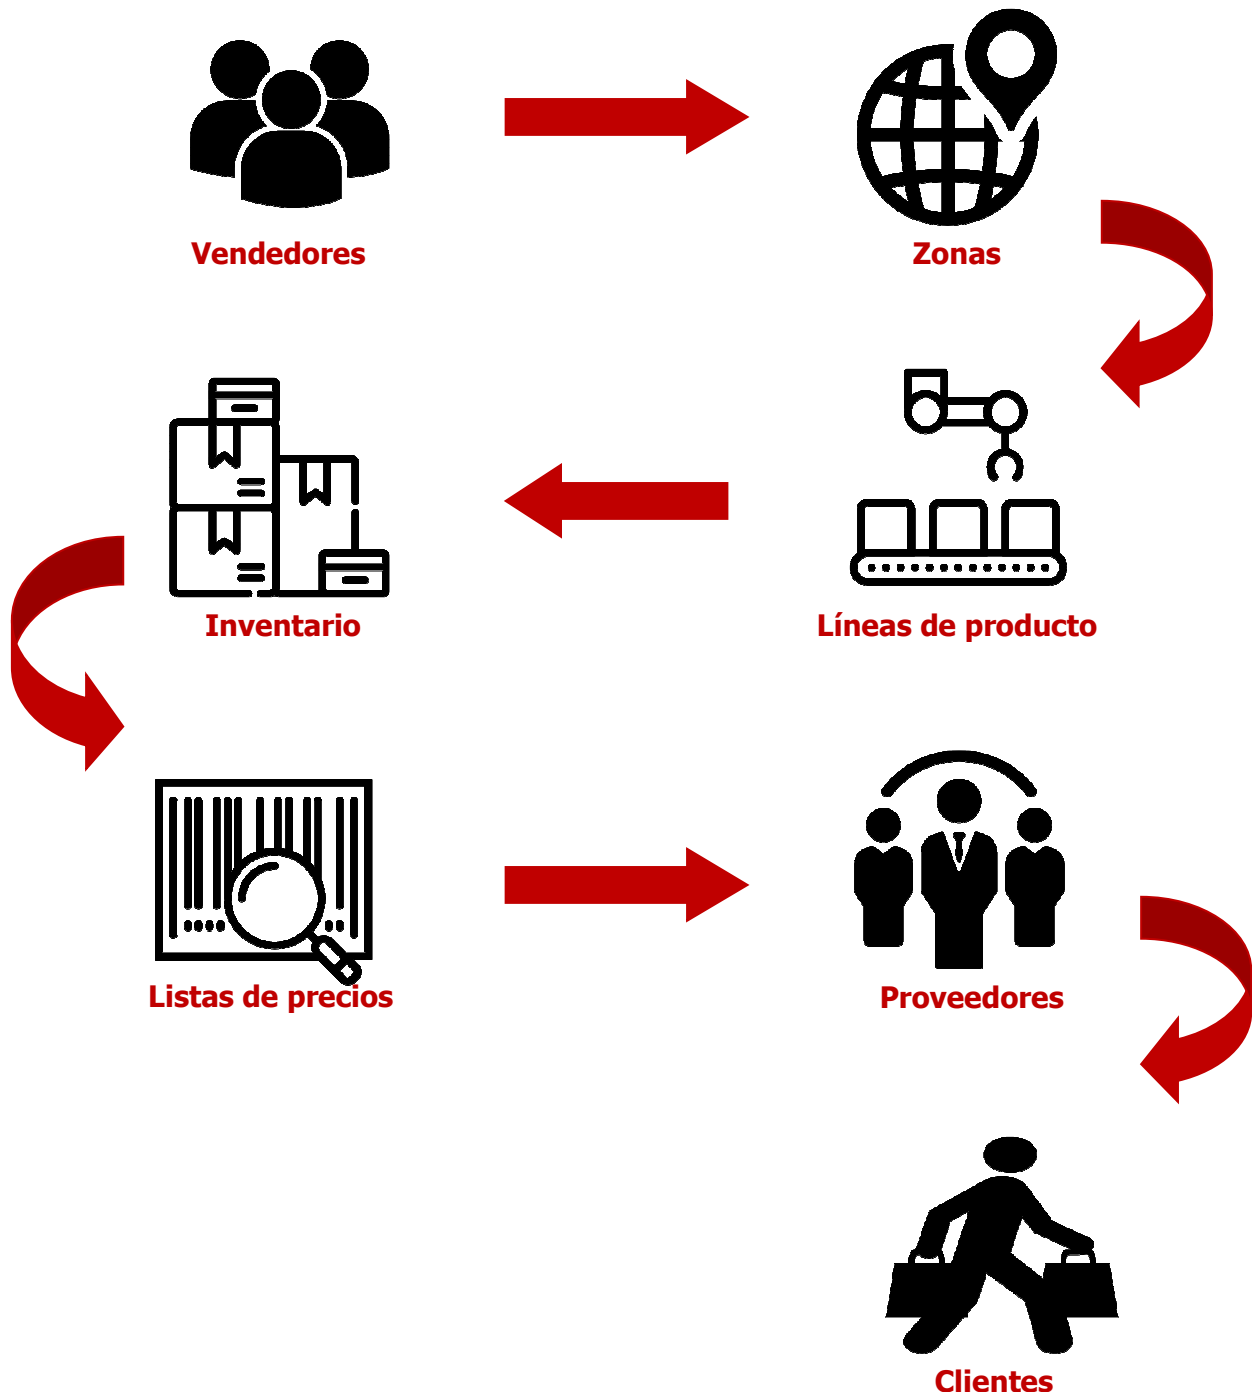 Vendedores
Zonas
Líneas de producto
Inventario
Listas de precios
Proveedores
Clientes